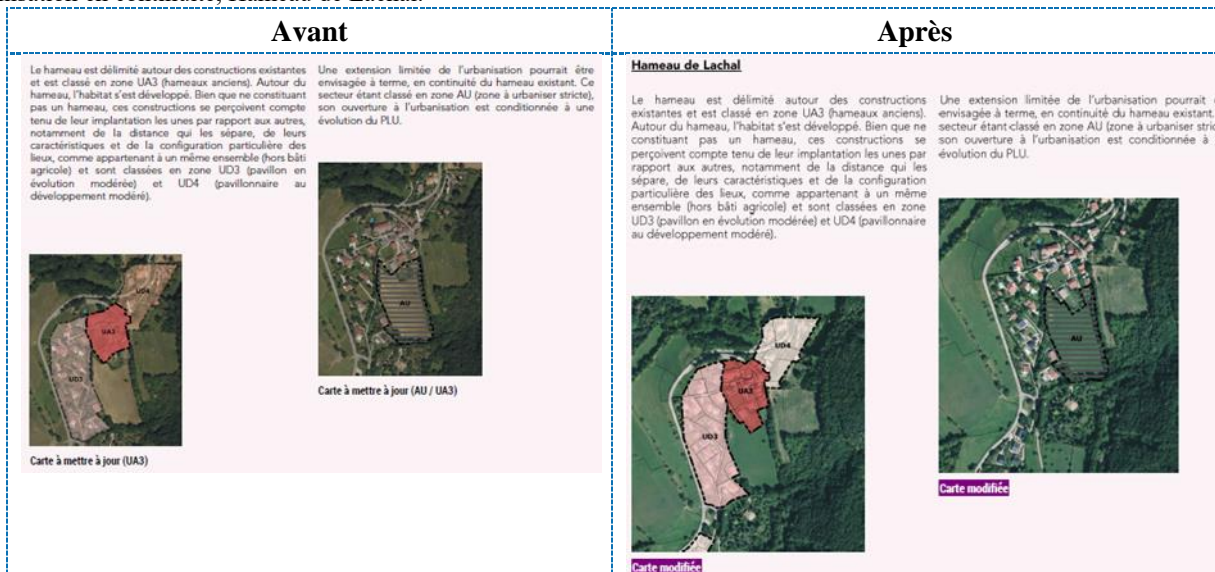 nisation en continuité, Hameau de Lachal.
Avant
Le hameau est délimité autour des constructions existantes
et est classé en zone UA3 (hameaux anciens). Autour du
hameau, l'habitat s'est développé. Bien que ne constituant
pas un hameau, ces constructions se perçoivent compte
tenu de leur implantation les unes par rapport aux autres,
notamment de la distance qui les sépare, de leurs
caractéristiques et de la configuration particulière des
lieux, comme appartenant à un même ensemble (hors bâti
agricole) et sont classées en zone UD3 (pavillon en
évolution modérée) et UD4 (pavillonnaire au
développement modéré).
UD4
UA3
UD3
Carte à mettre à jour (UA3)
Une extension limitée de l'urbanisation pourrait être
envisagée à terme, en continuité du hameau existant. Ce
secteur étant classé en zone AU (zone à urbaniser stricte),
son ouverture à l'urbanisation est conditionnée à une
évolution du PLU.
AU
Carte à mettre à jour (AU / UA3)
Après
Hameau de Lachal
Le hameau est délimité autour des constructions
existantes et est classé en zone UA3 (hameaux anciens).
Autour du hameau, l'habitat s'est développé. Bien que ne
constituant pas un hameau, ces constructions se
perçoivent compte tenu de leur implantation les unes par
rapport aux autres, notamment de la distance qui les
sépare, de leurs caractéristiques et de la configuration
particulière des lieux, comme appartenant à un même
ensemble (hors bâti agricole) et sont classées en zone
UD3 (pavillon en évolution modérée) et UD4 (pavillonnaire
au développement modéré).
UD4
UA3
UD3
Carte modifiée
Une extension limitée de l'urbanisation pourrait
envisagée à terme, en continuité du hameau existant.
secteur étant classé en zone AU (zone à urbaniser stric
son ouverture à l'urbanisation est conditionnée à
évolution du PLU.
AU
Carte modifiée